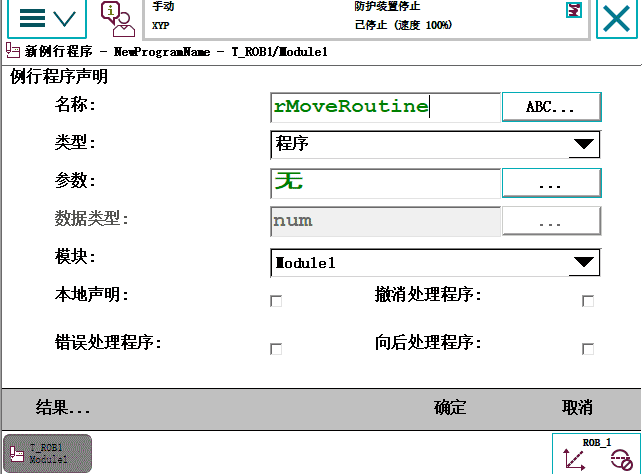 手动 防护装置停止
XYP 已停止 (速度 100%)
新例行程序 - NewProgramName - T_ROB1/Module1
例行程序声明
名称: rMoveRoutine ABC...
类型: 程序
参数: 无 ...
数据类型: num ...
模块: Module1
本地声明: 撤消处理程序:
错误处理程序: 向后处理程序:
结果... 确定 取消
T_ROB1
Module1
ROB_1